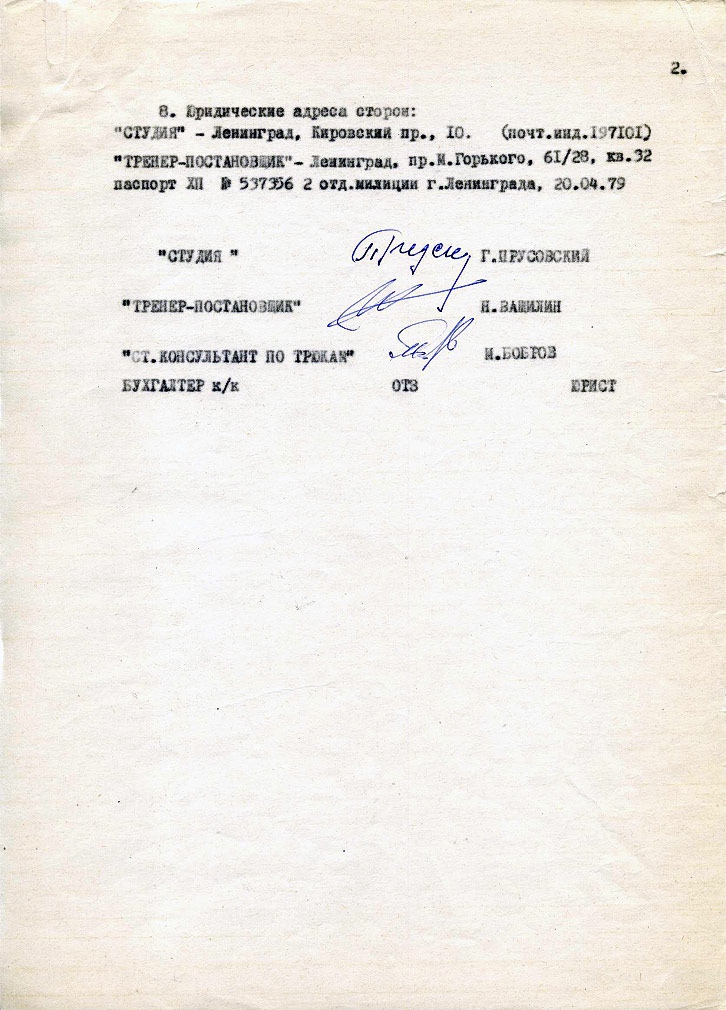 2.
8. Юридические адреса сторон:
"СТУДИЯ" - Ленинград, Кировский пр., 10. (почт.инд.197101)
"ТРЕНЕР-ПОСТАНОВЩИК"- Ленинград, пр.М.Горького, 61/28, кв.32
паспорт ХП № 537356 2 отд.милиции г.Ленинграда, 20.04.79
"СТУДИЯ " Г.ПРУСОВСКИЙ
"ТРЕНЕР-ПОСТАНОВЩИК" Н.ВАЩИЛИН
"СТ.КОНСУЛЬТАНТ ПО ТРЮКАМ" И.БОБРОВ
БУХГАЛТЕР к/к ОТЗ ЮРИСТ